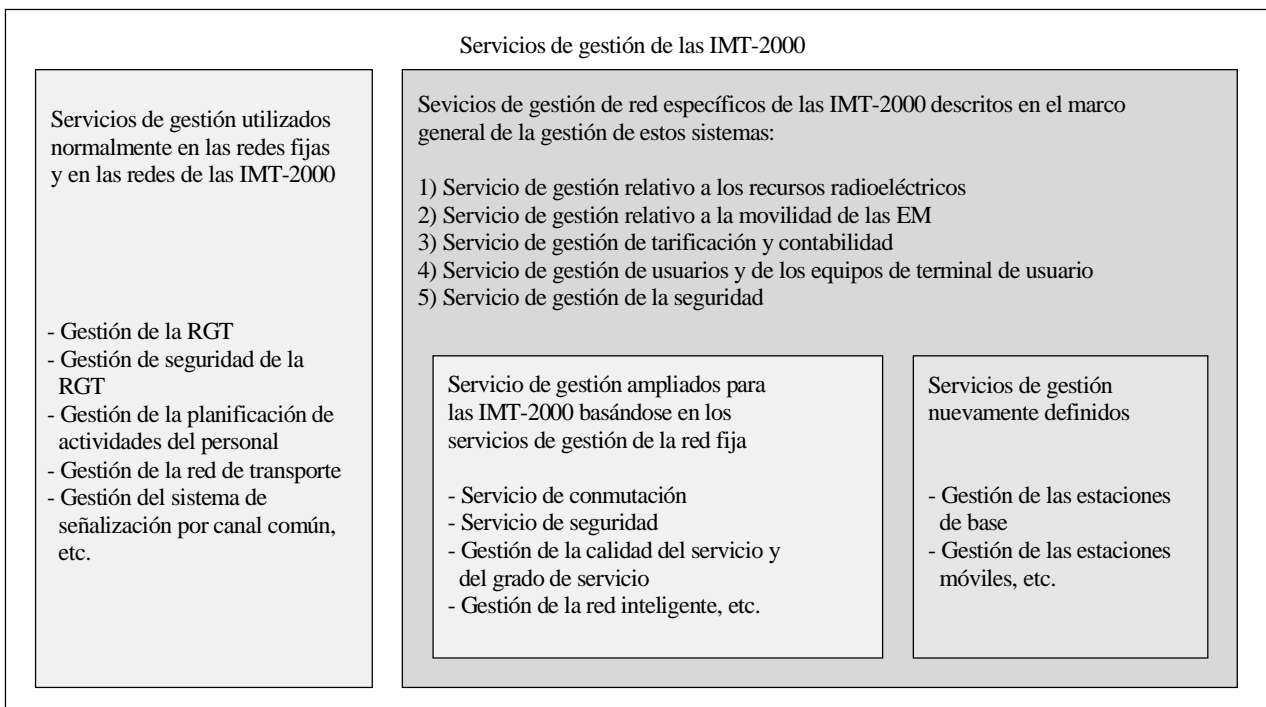 Servicios de gestión de las IMT-2000
Servicios de gestión utilizados
normalmente en las redes fijas
y en las redes de las IMT-2000
- Gestión de la RGT
- Gestión de seguridad de la
RGT
- Gestión de la planificación de
actividades del personal
- Gestión de la red de transporte
- Gestión del sistema de
señalización por canal común,
etc.
Sevicios de gestión de red específicos de las IMT-2000 descritos en el marco
general de la gestión de estos sistemas:
1) Servicio de gestión relativo a los recursos radioeléctricos
2) Servicio de gestión relativo a la movilidad de las EM
3) Servicio de gestión de tarificación y contabilidad
4) Servicio de gestión de usuarios y de los equipos de terminal de usuario
5) Servicio de gestión de la seguridad
Servicio de gestión ampliados para
las IMT-2000 basándose en los
servicios de gestión de la red fija
- Servicio de conmutación
- Servicio de seguridad
- Gestión de la calidad del servicio y
del grado de servicio
- Gestión de la red inteligente, etc.
Servicios de gestión
nuevamente definidos
- Gestión de las estaciones
de base
- Gestión de las estaciones
móviles, etc.